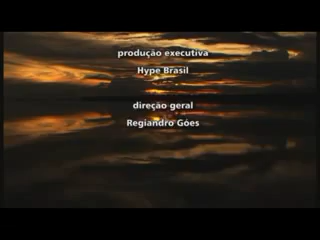 produção executiva
Hype Brasil
direção geral
Regiandro Góes